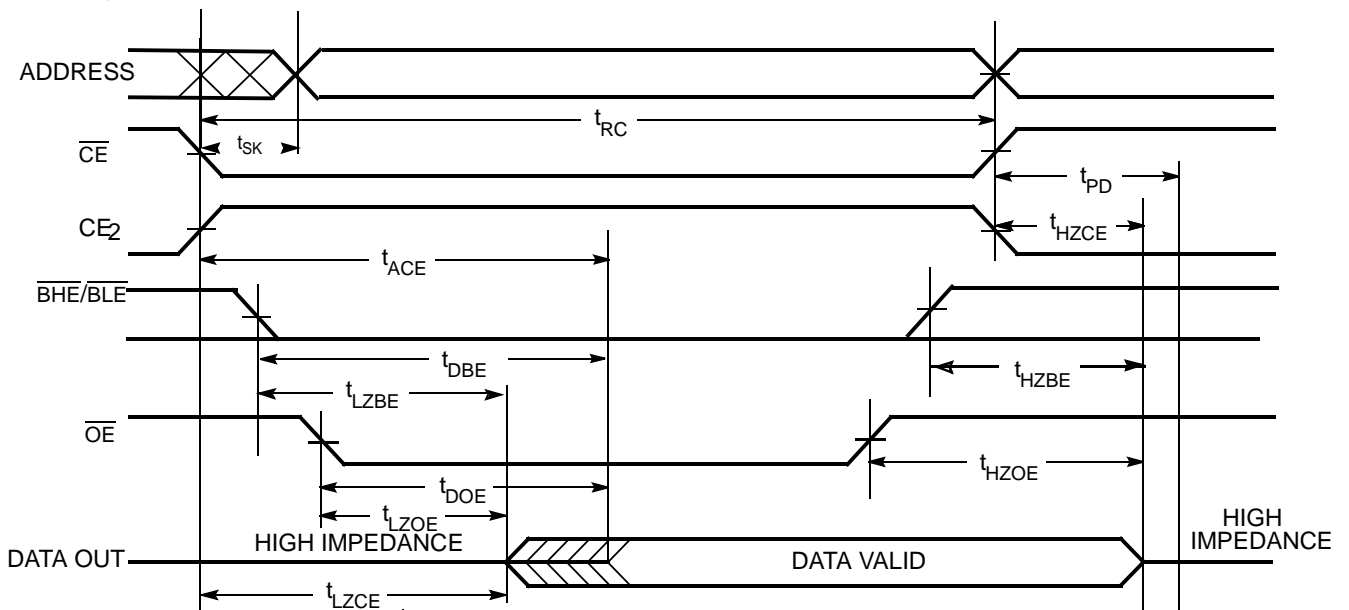 ADDRESS
tRC
CE
tSK
tPD
CE2
tHZCE
tACE
BHE/BLE
tDBE
tHZBE
tLZBE
OE
tHZOE
tDOE
tLZOE
HIGH IMPEDANCE
HIGH
IMPEDANCE
DATA OUT
DATA VALID
tLZCE